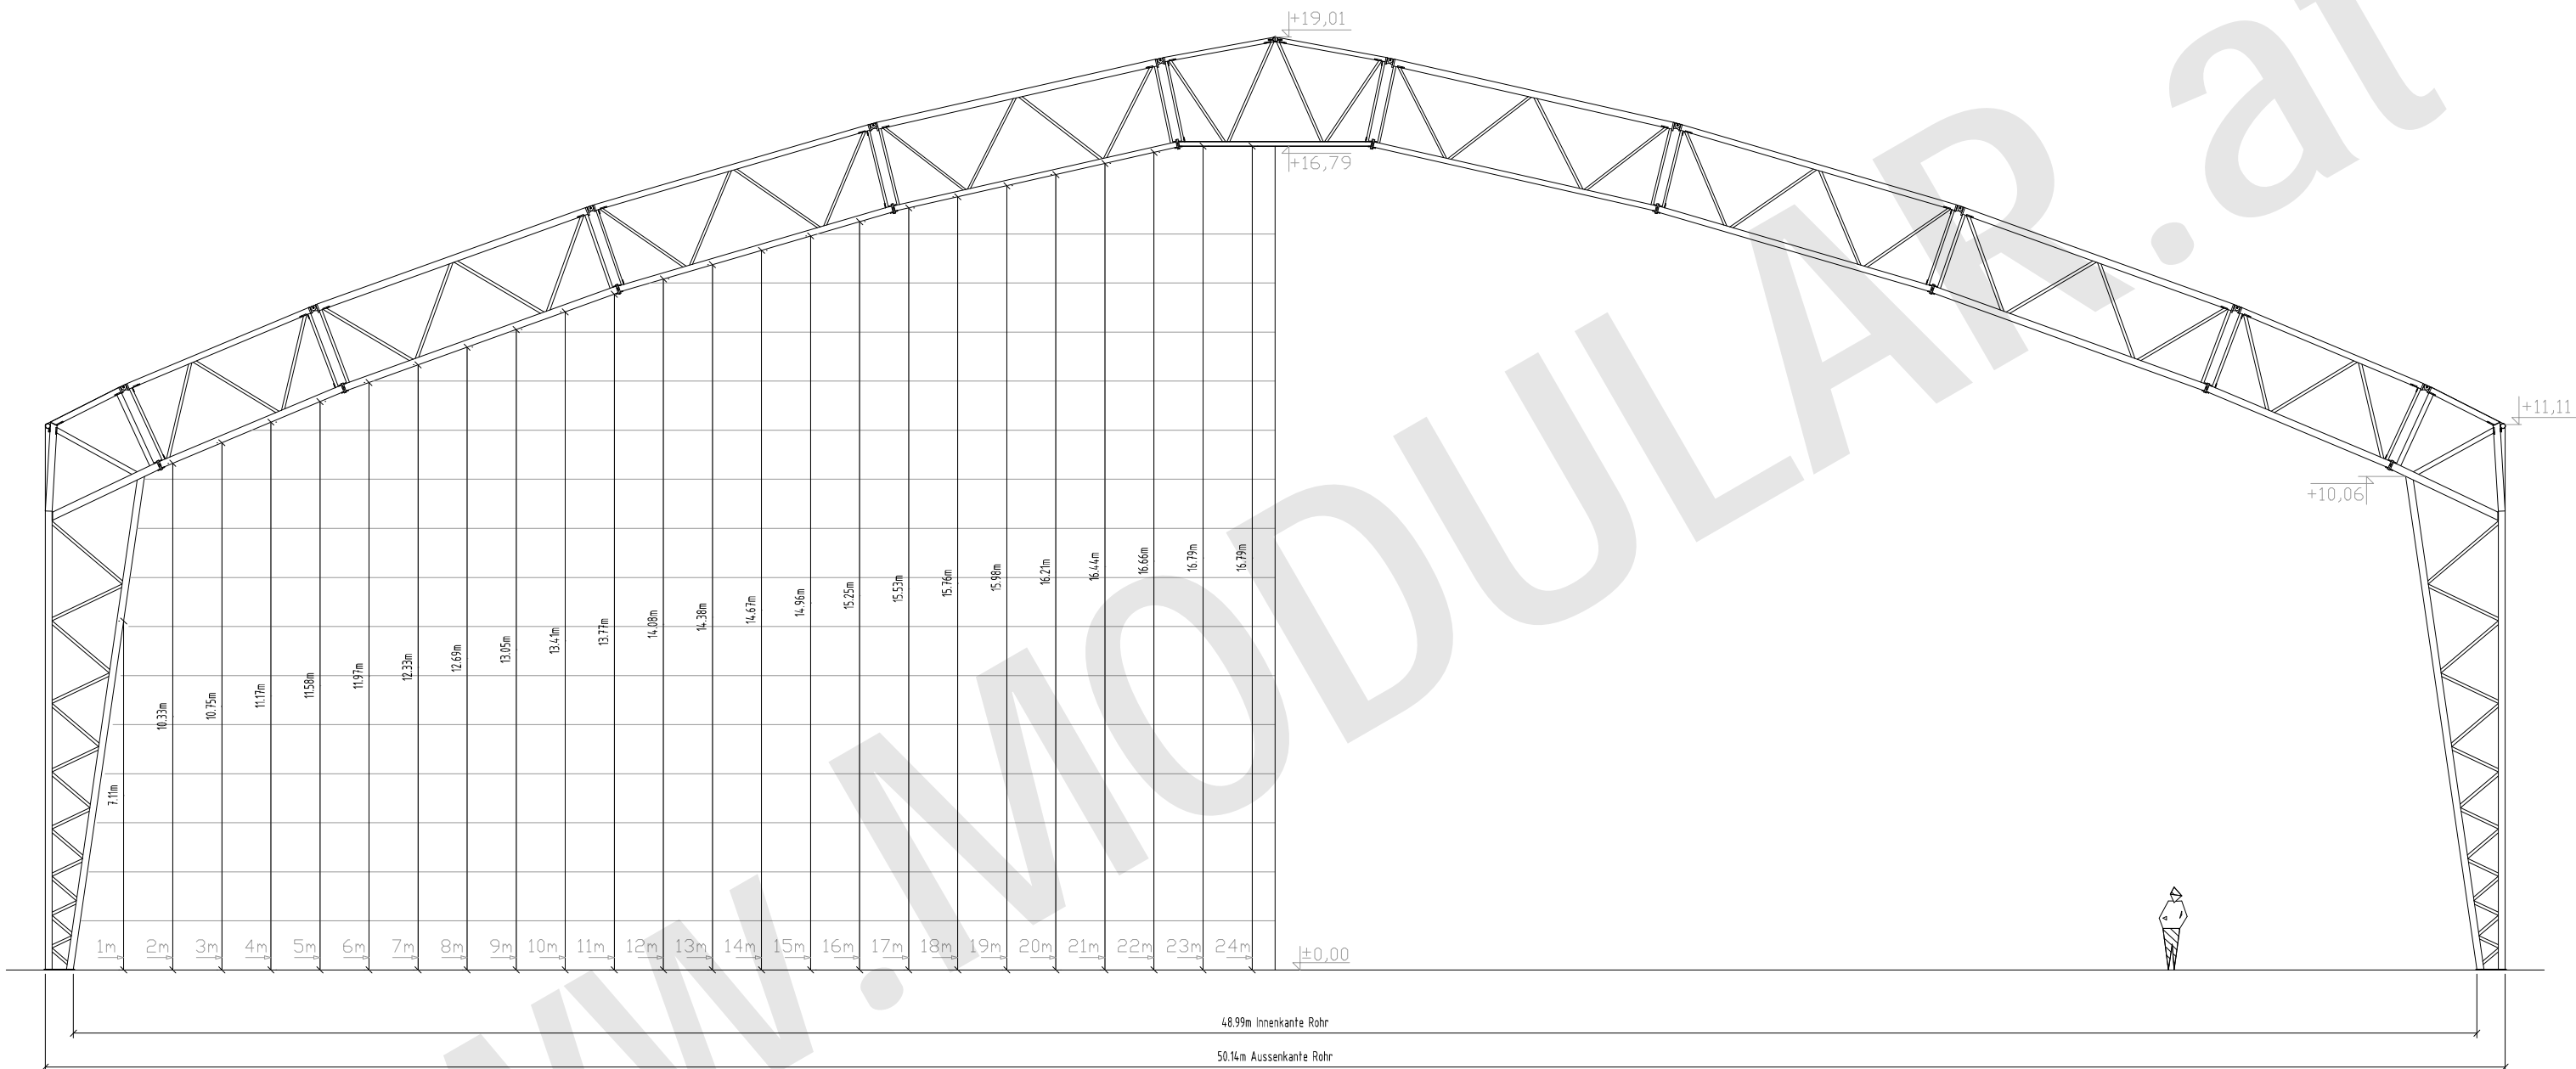 +19,01
+16,79
+11,11
+10,06
7.11m
10.33m
10.75m
11.17m
11.58m
11.97m
12.33m
12.69m
13.05m
13.41m
13.77m
14.08m
14.38m
14.67m
14.96m
15.25m
15.53m
15.76m
15.98m
16.21m
16.44m
16.66m
16.79m
16.79m
1m 2m 3m 4m 5m 6m 7m 8m 9m 10m 11m 12m 13m 14m 15m 16m 17m 18m 19m 20m 21m 22m 23m 24m
±0,00
48.99m Innenkante Rohr
50.14m Aussenkante Rohr
ww.MODULAR.at